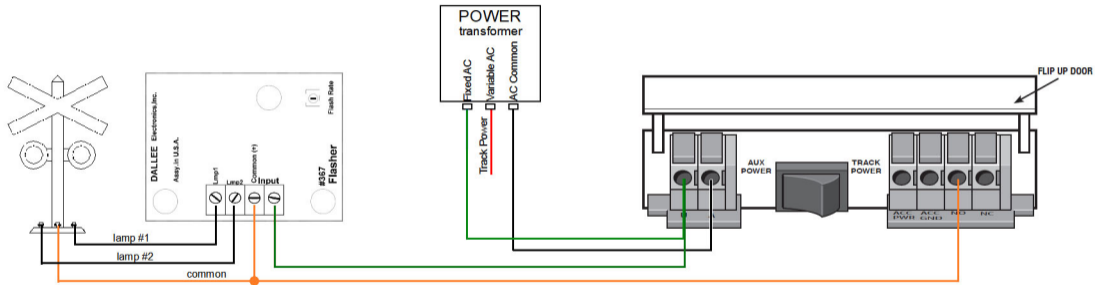 POWER
transformer
Fixed AC
Variable AC
AC Common
Track Power
FLIP UP DOOR
DALLEE Electronics,Inc.
Assy.in U.S.A.
Flash Rate
Lmp1
Lmp2
Common (+)
Input
#367
Flasher
AUX
POWER
TRACK
POWER
A
ACC
PWR
ACC
GND
NO
NC
lamp #1
lamp #2
common